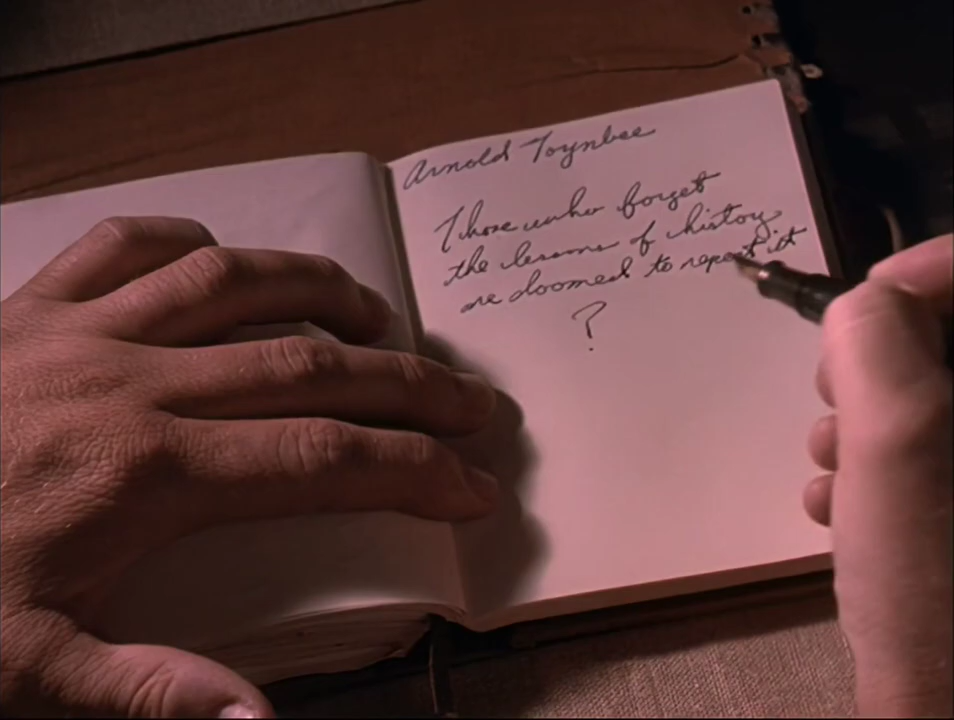 Arnold Toynbee
Those who forget
the lessons of history
are doomed to repeat it
?